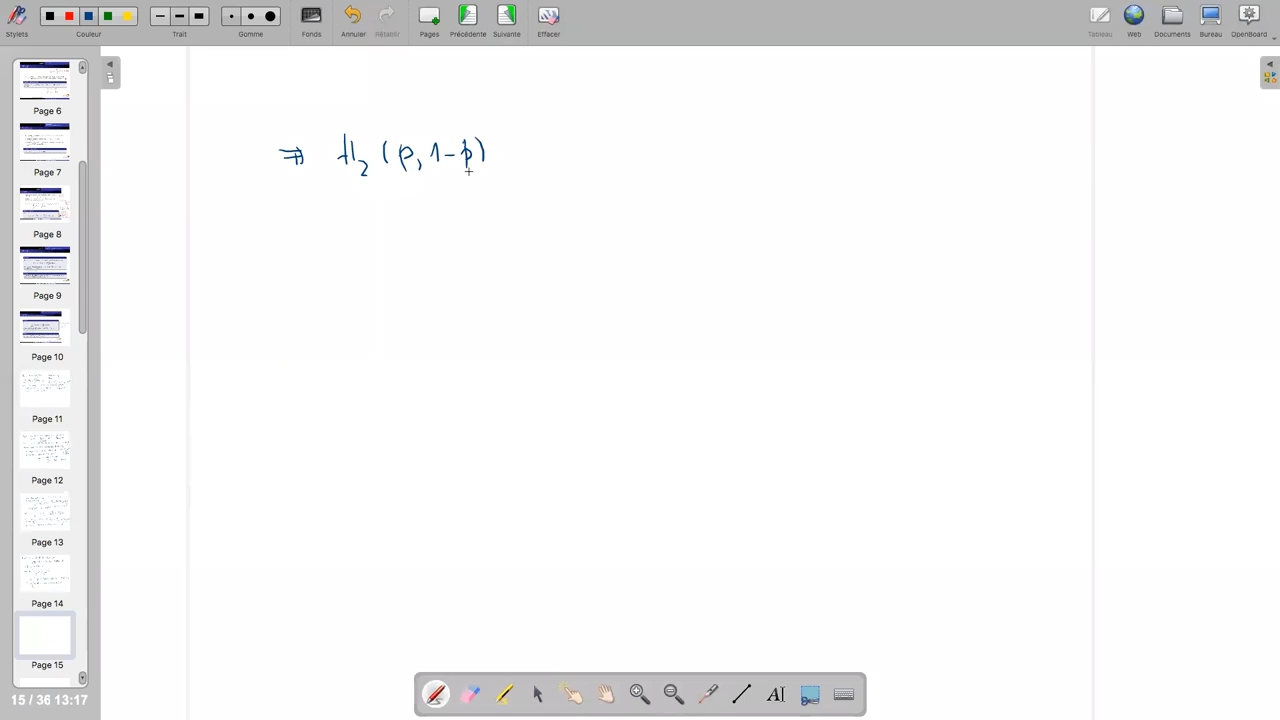 Stylets Couleur Trait Gomme Fonds Annuler Rétablir Pages Précédente Suivante Effacer Tableau Web Documents Bureau OpenBoard
⇒ H₂ (p, 1-p)
Page 6
Page 7
Page 8
Page 9
Page 10
Page 11
Page 12
Page 13
Page 14
Page 15
15 / 36 13:17